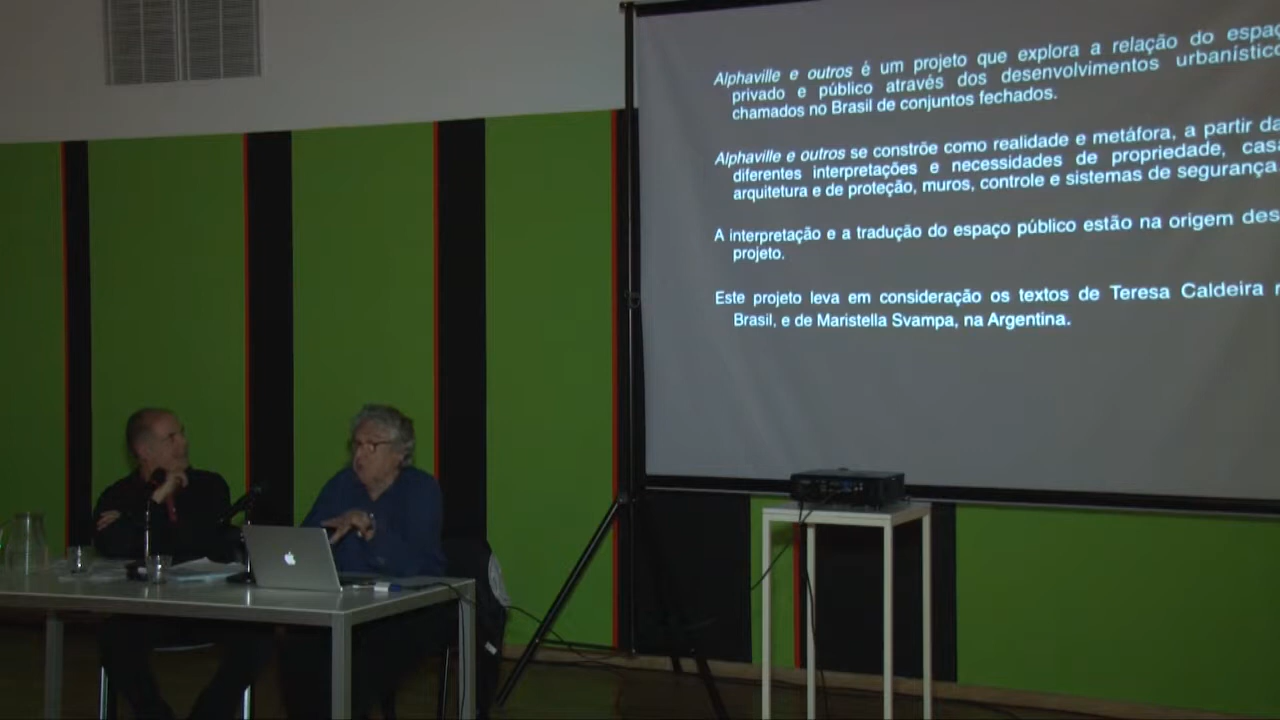 Alphaville e outros é um projeto que explora a relação do espaç
privado e público através dos desenvolvimentos urbanístico
chamados no Brasil de conjuntos fechados.
Alphaville e outros se constrõe como realidade e metáfora, a partir da
diferentes interpretações e necessidades de propriedade, casa
arquitetura e de proteção, muros, controle e sistemas de segurança
A interpretação e a tradução do espaço público estão na origem des
projeto.
Este projeto leva em consideração os textos de Teresa Caldeira n
Brasil, e de Maristella Svampa, na Argentina.